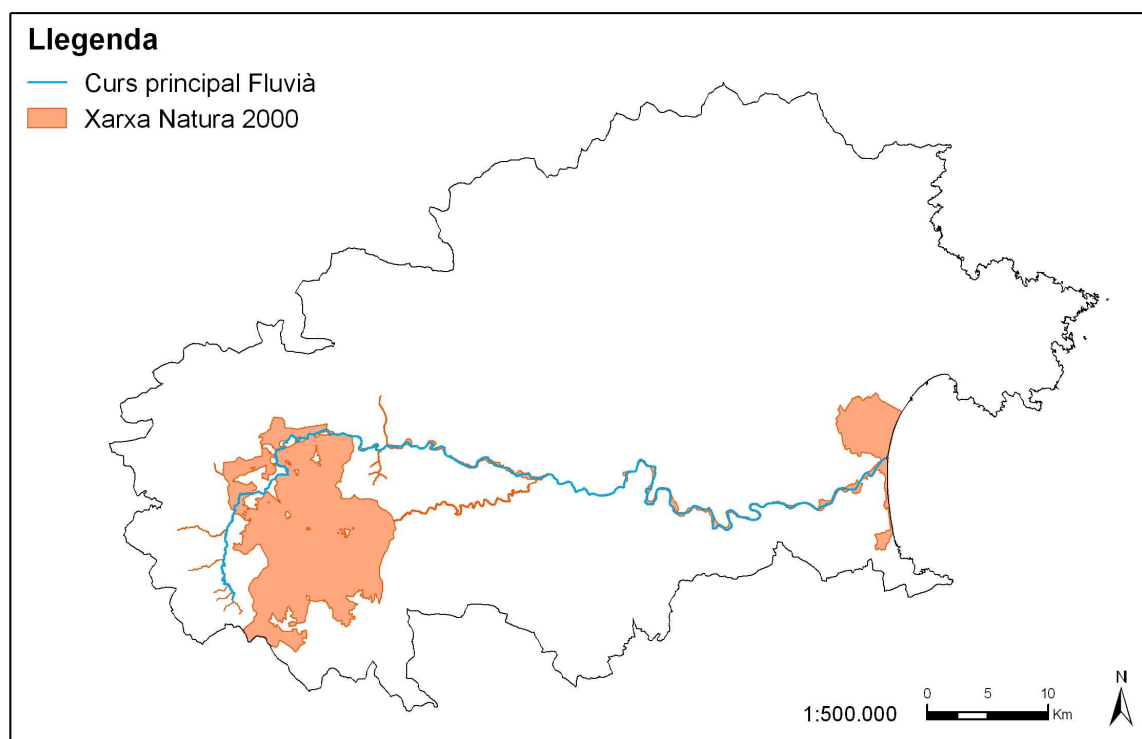 Llegenda
Curs principal Fluvià
Xarxa Natura 2000
N
1:500.000
0 5 10
Km